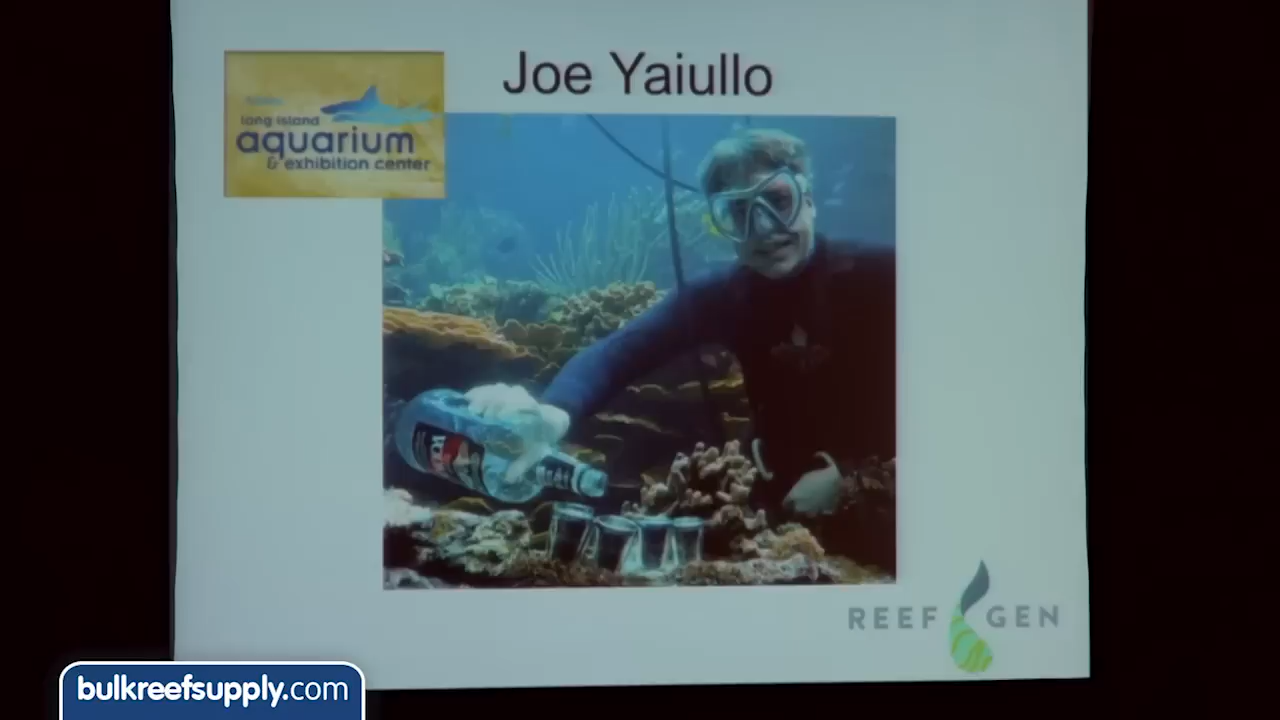 Joe Yaiullo
long island
aquarium
& exhibition center
REEF GEN
bulkreefsupply.com